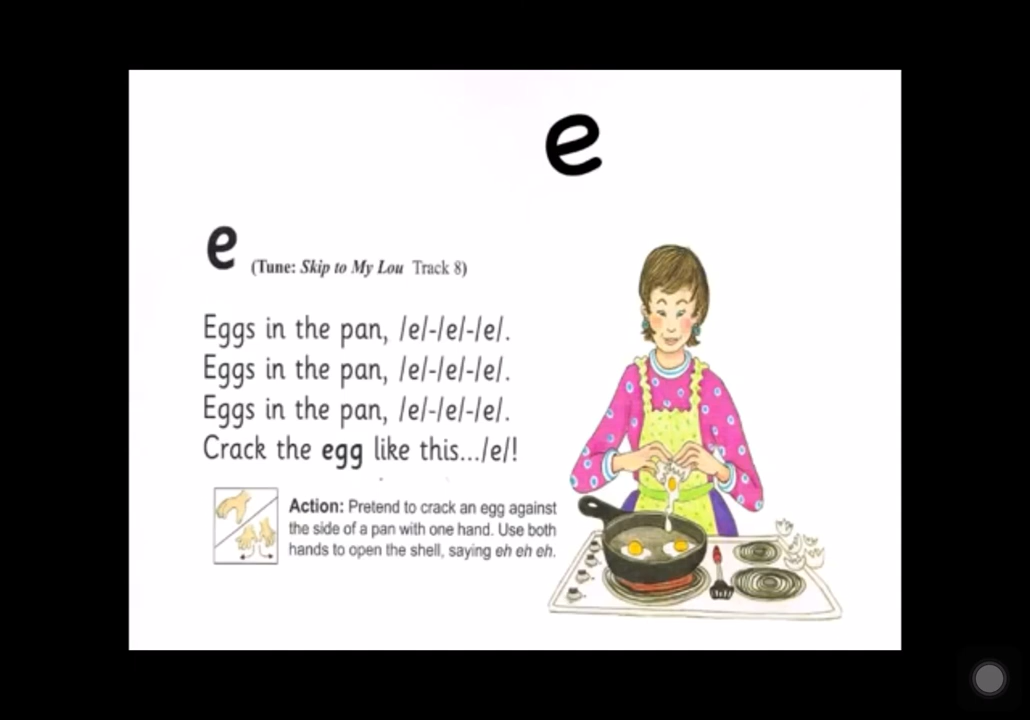 e
e (Tune: Skip to My Lou Track 8)
Eggs in the pan, /e/-/e/-/e/.
Eggs in the pan, /e/-/e/-/e/.
Eggs in the pan, /e/-/e/-/e/.
Crack the egg like this.../e/!
Action: Pretend to crack an egg against
the side of a pan with one hand. Use both
hands to open the shell, saying eh eh eh.